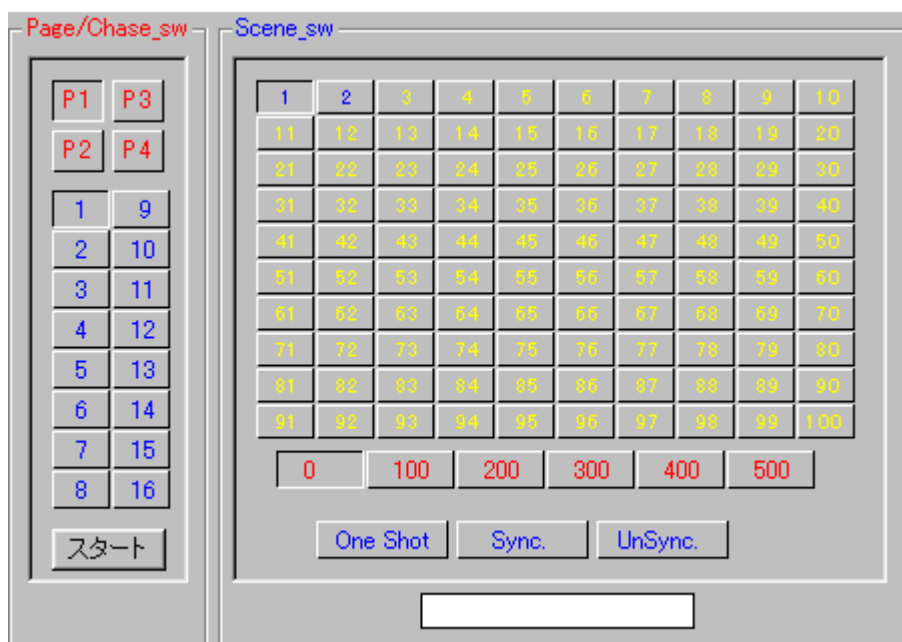 Page/Chase_sw
P1 P3
P2 P4
1 9
2 10
3 11
4 12
5 13
6 14
7 15
8 16
スタート
Scene_sw
1 2 3 4 5 6 7 8 9 10
11 12 13 14 15 16 17 18 19 20
21 22 23 24 25 26 27 28 29 30
31 32 33 34 35 36 37 38 39 40
41 42 43 44 45 46 47 48 49 50
51 52 53 54 55 56 57 58 59 60
61 62 63 64 65 66 67 68 69 70
71 72 73 74 75 76 77 78 79 80
81 82 83 84 85 86 87 88 89 90
91 92 93 94 95 96 97 98 99 100
0 100 200 300 400 500
One Shot Sync. UnSync.